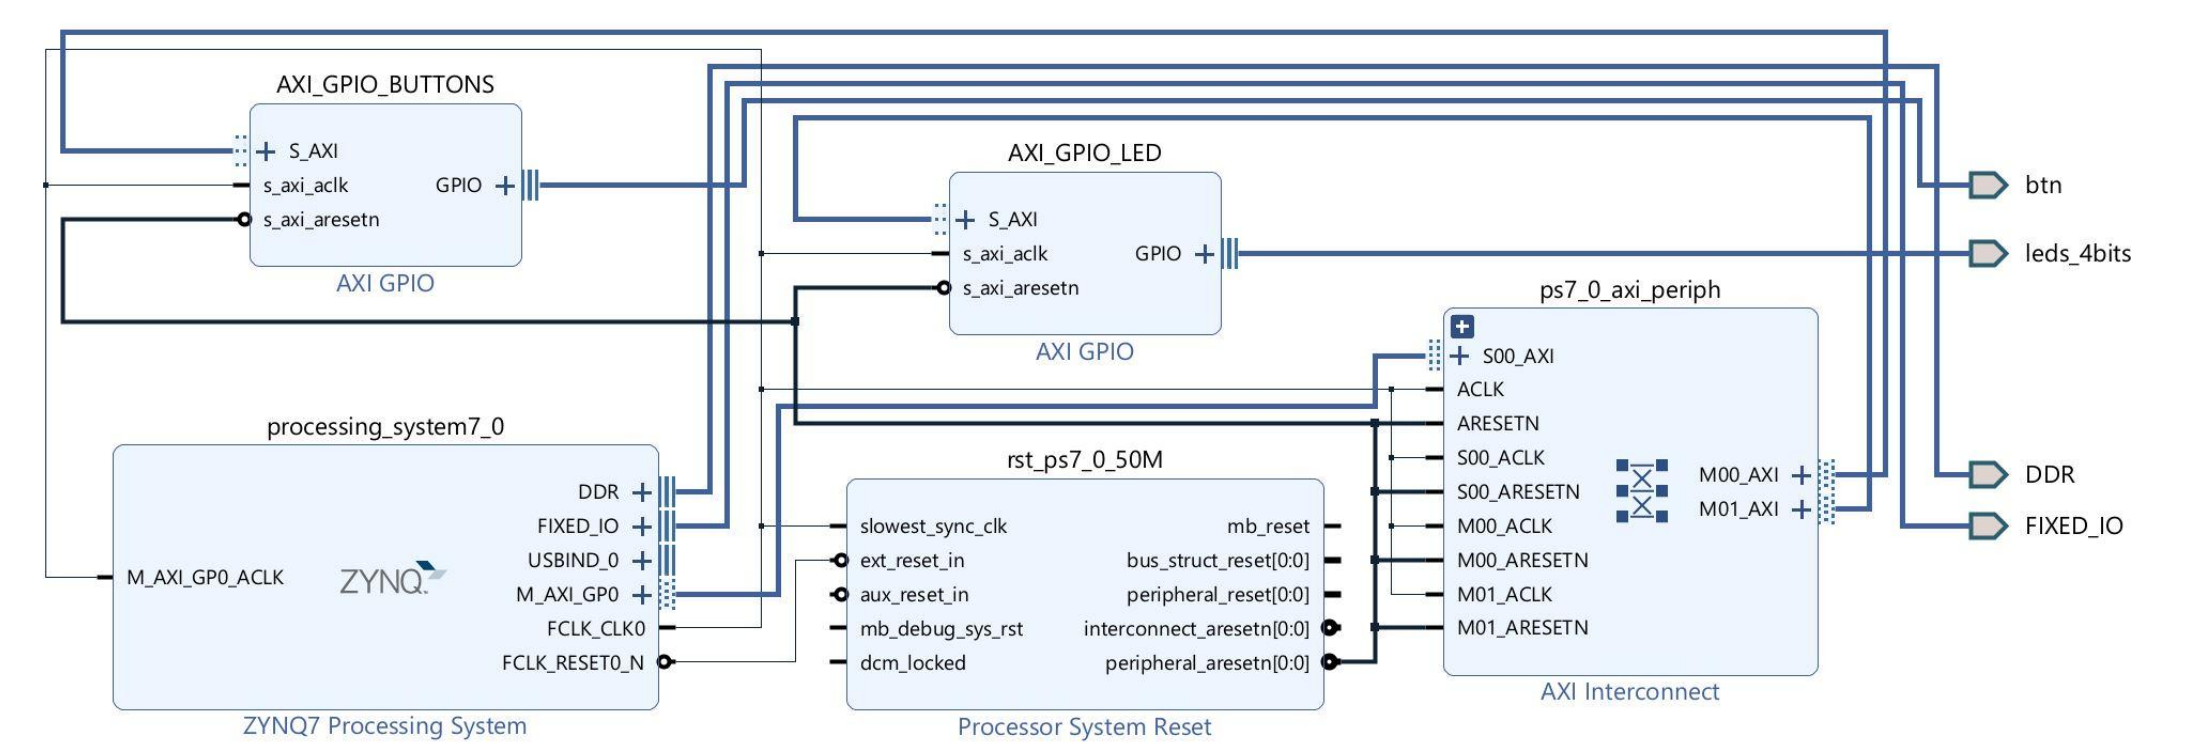 AXI_GPIO_BUTTONS
S_AXI
s_axi_aclk
s_axi_aresetn
GPIO
AXI GPIO
AXI_GPIO_LED
S_AXI
s_axi_aclk
s_axi_aresetn
GPIO
AXI GPIO
btn
leds_4bits
DDR
FIXED_IO
processing_system7_0
M_AXI_GP0_ACLK
ZYNQ
DDR
FIXED_IO
USBIND_0
M_AXI_GP0
FCLK_CLK0
FCLK_RESET0_N
ZYNQ7 Processing System
rst_ps7_0_50M
slowest_sync_clk
ext_reset_in
aux_reset_in
mb_debug_sys_rst
dcm_locked
mb_reset
bus_struct_reset[0:0]
peripheral_reset[0:0]
interconnect_aresetn[0:0]
peripheral_aresetn[0:0]
Processor System Reset
ps7_0_axi_periph
S00_AXI
ACLK
ARESETN
S00_ACLK
S00_ARESETN
M00_ACLK
M00_ARESETN
M01_ACLK
M01_ARESETN
M00_AXI
M01_AXI
AXI Interconnect